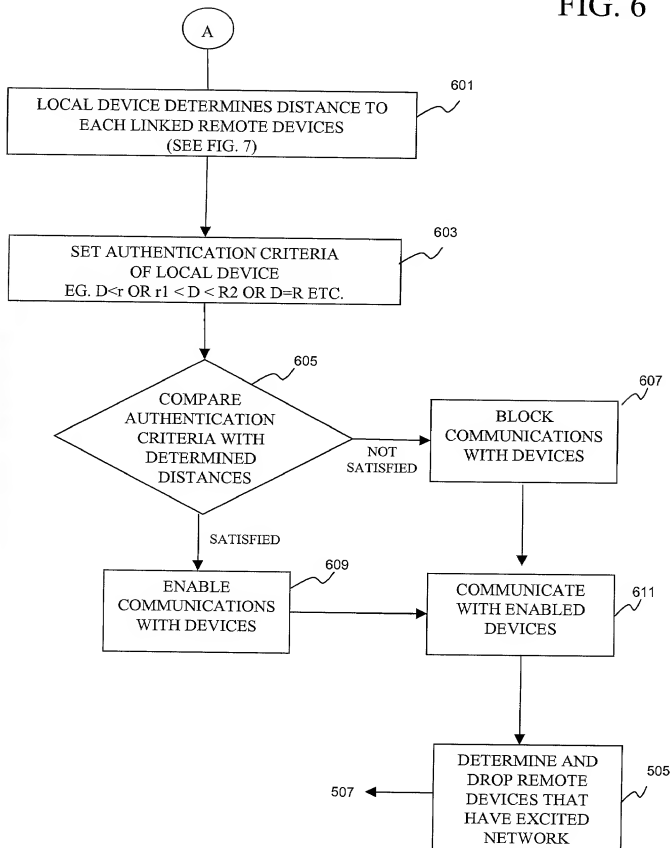 FIG. 6
A
LOCAL DEVICE DETERMINES DISTANCE TO
EACH LINKED REMOTE DEVICES
(SEE FIG. 7)
601
SET AUTHENTICATION CRITERIA
OF LOCAL DEVICE
EG. D<r OR r1 < D < R2 OR D=R ETC.
603
COMPARE
AUTHENTICATION
CRITERIA WITH
DETERMINED
DISTANCES
605
NOT
SATISFIED
BLOCK
COMMUNICATIONS
WITH DEVICES
607
SATISFIED
ENABLE
COMMUNICATIONS
WITH DEVICES
609
COMMUNICATE
WITH ENABLED
DEVICES
611
DETERMINE AND
DROP REMOTE
DEVICES THAT
HAVE EXCITED
NETWORK
505
507